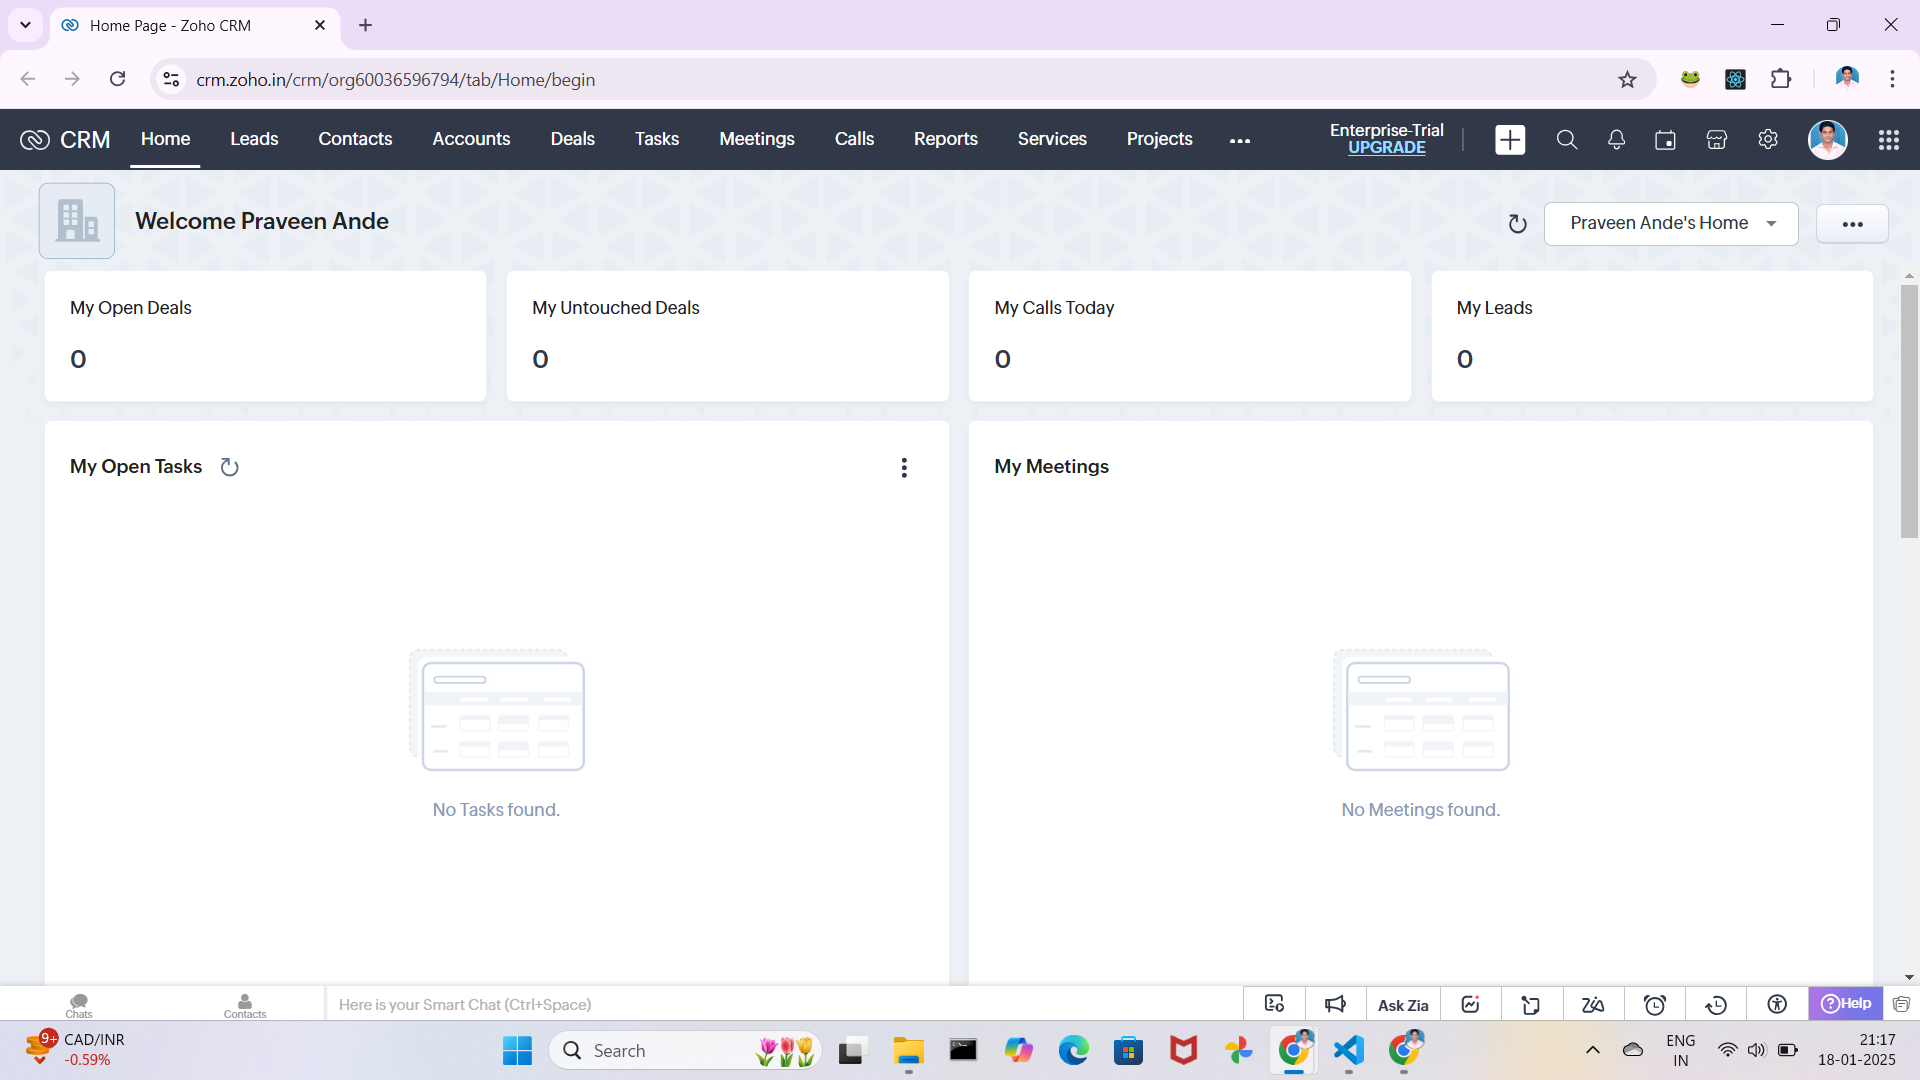 Home Page - Zoho CRM
crm.zoho.in/crm/org60036596794/tab/Home/begin
CRM
Home
Leads
Contacts
Accounts
Deals
Tasks
Meetings
Calls
Reports
Services
Projects
Enterprise-Trial
UPGRADE
Welcome Praveen Ande
Praveen Ande's Home
My Open Deals
0
My Untouched Deals
0
My Calls Today
0
My Leads
0
My Open Tasks
No Tasks found.
My Meetings
No Meetings found.
Chats
Contacts
Here is your Smart Chat (Ctrl+Space)
Ask Zia
Help
9+
CAD/INR
-0.59%
Search
ENG
IN
21:17
18-01-2025